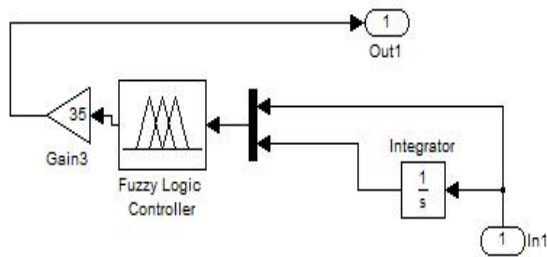 1
Out1
35
Gain3
Fuzzy Logic
Controller
Integrator
1
s
1
In1